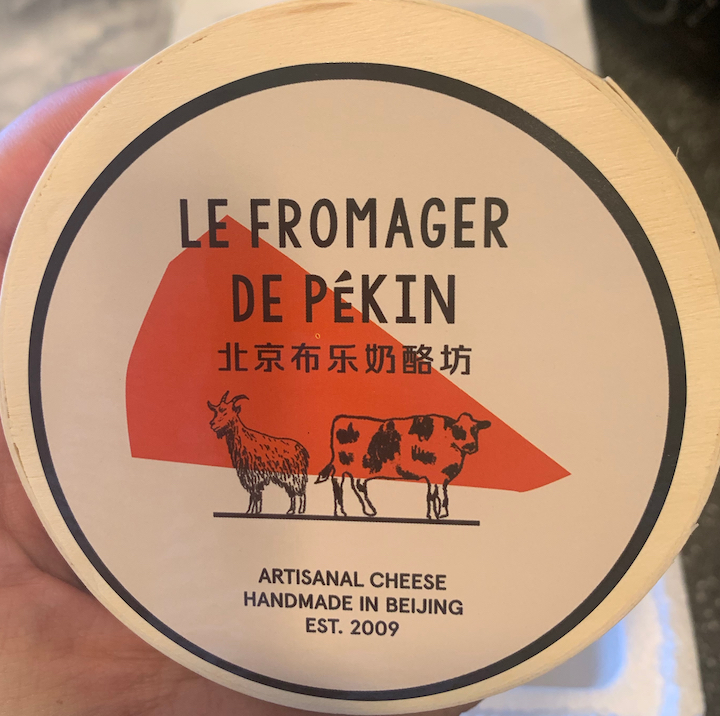 LE FROMAGER
DE PéKIN
北京布乐奶酪坊
ARTISANAL CHEESE
HANDMADE IN BEIJING
EST. 2009